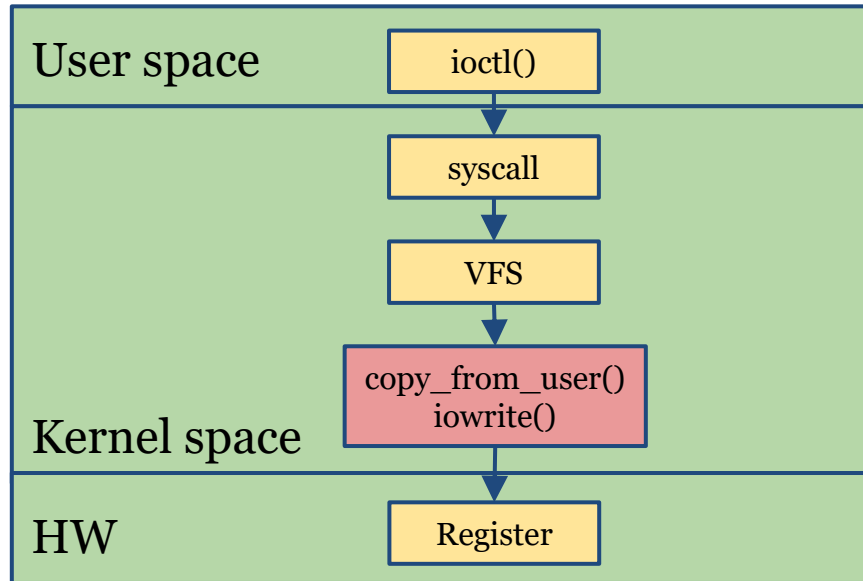 User space
ioctl()
syscall
VFS
copy_from_user()
iowrite()
Kernel space
HW
Register